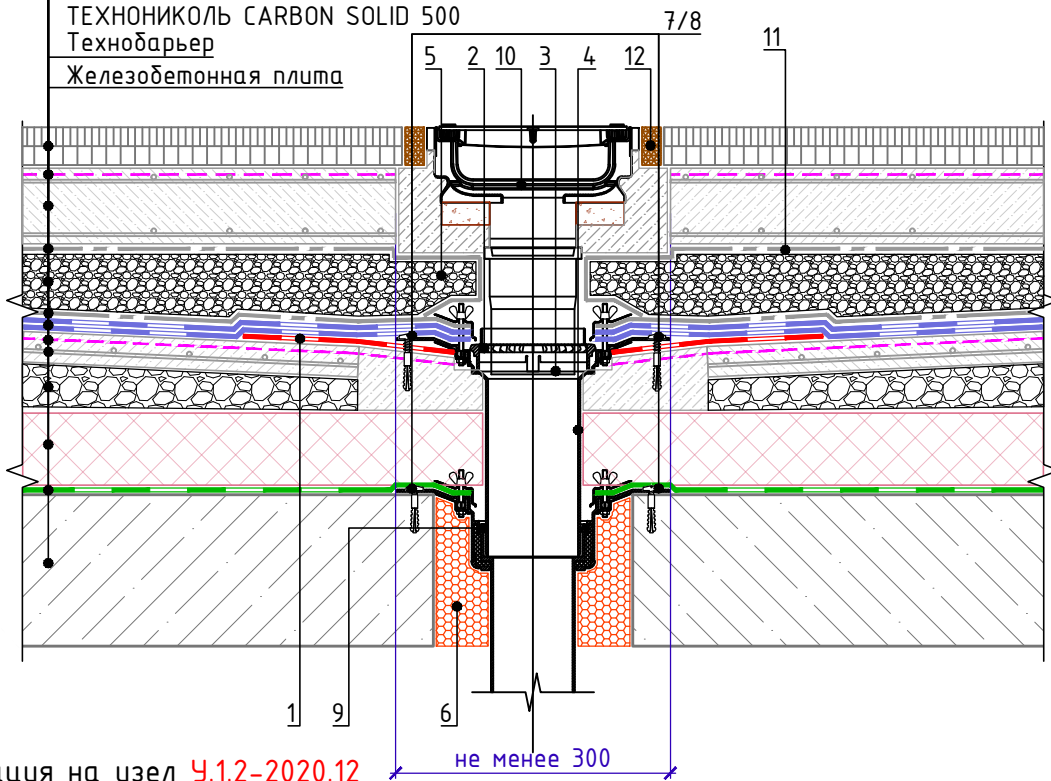 ТЕХНОНИКОЛЬ CARBON SOLID 500
Технобарьер
Железобетонная плита
7/8
5 2 10 3 4 12 11
1 9 6
не менее 300
ция на узел У.1.2-2020.12